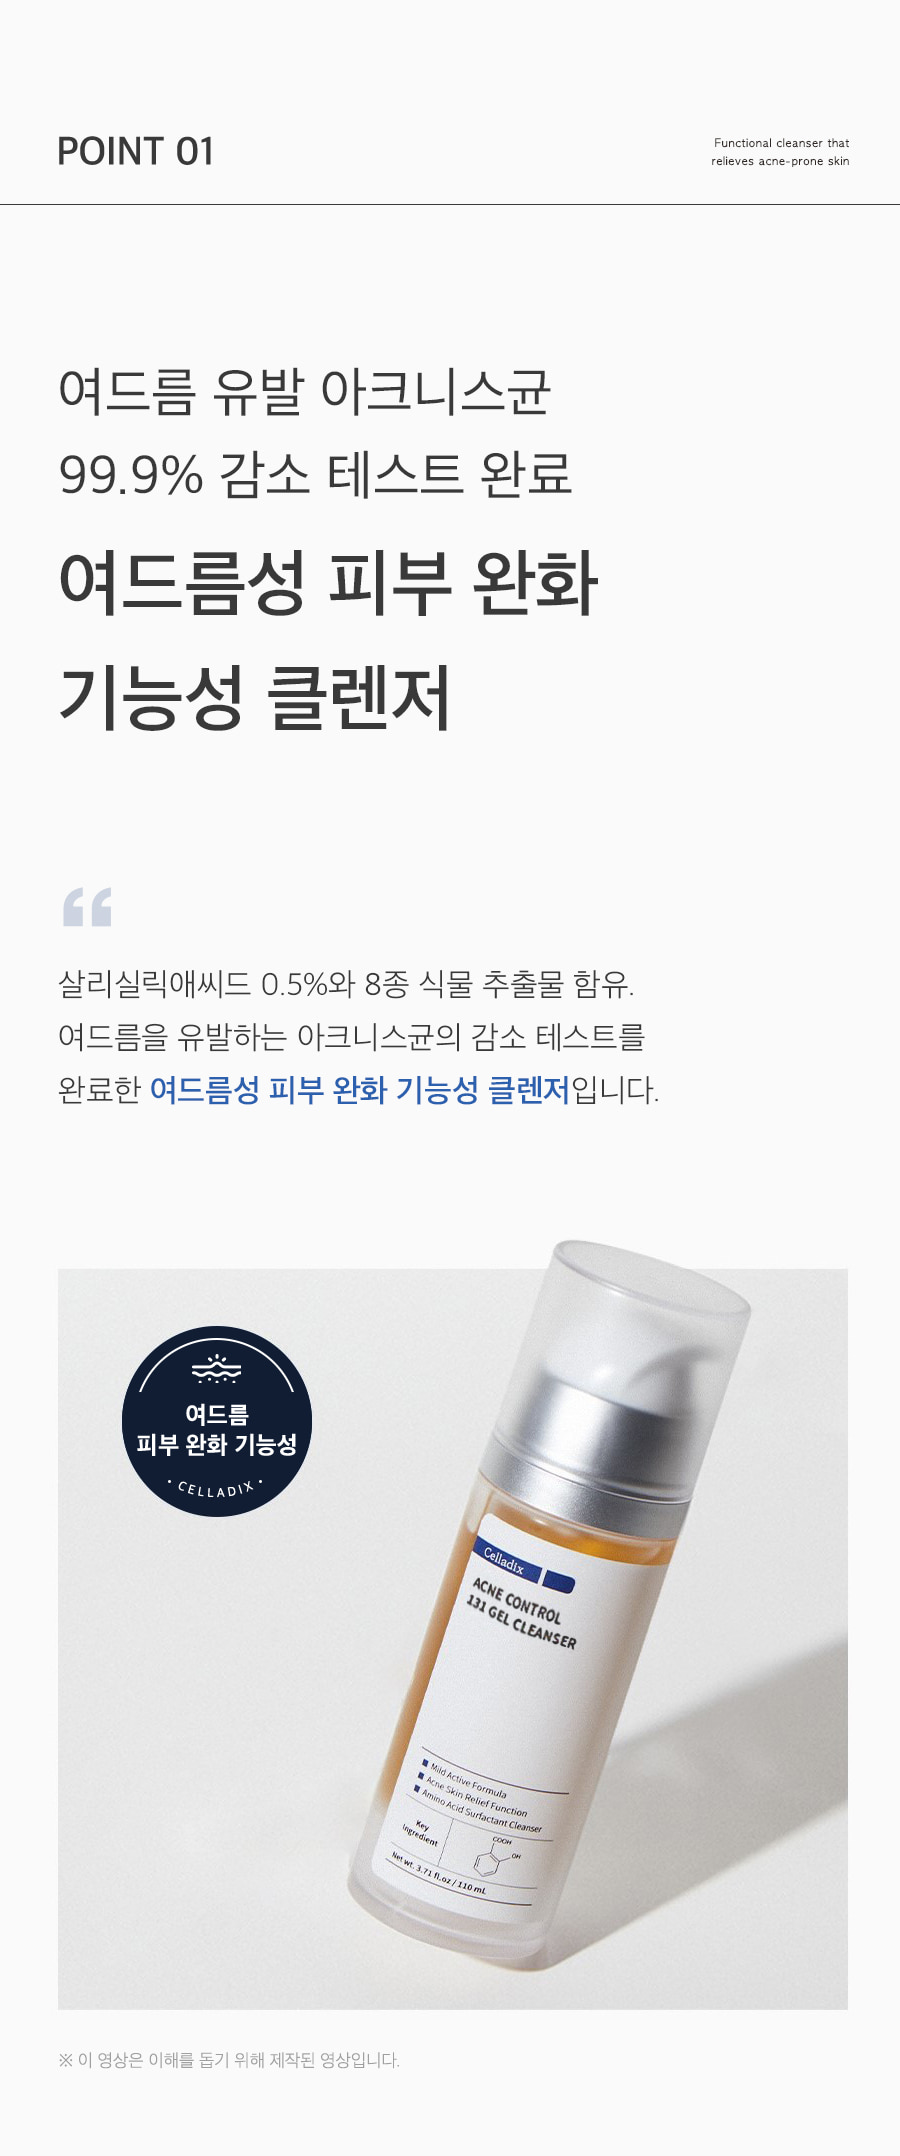 POINT 01
Functional cleanser that
relieves acne-prone skin
여드름 유발 아크니스균
99.9% 감소 테스트 완료
여드름성 피부 완화
기능성 클렌저
“
살리실릭애씨드 0.5%와 8종 식물 추출물 함유.
여드름을 유발하는 아크니스균의 감소 테스트를
완료한 여드름성 피부 완화 기능성 클렌저입니다.
여드름
피부 완화 기능성
· CELLADIX ·
Celladix
ACNE CONTROL
131 GEL CLEANSER
Mild Active Formula
Acne Skin Relief Function
Amino Acid Surfactant Cleanser
Key
Ingredient
COOH
OH
Net wt. 3.71 fl.oz / 110 mL
※ 이 영상은 이해를 돕기 위해 제작된 영상입니다.